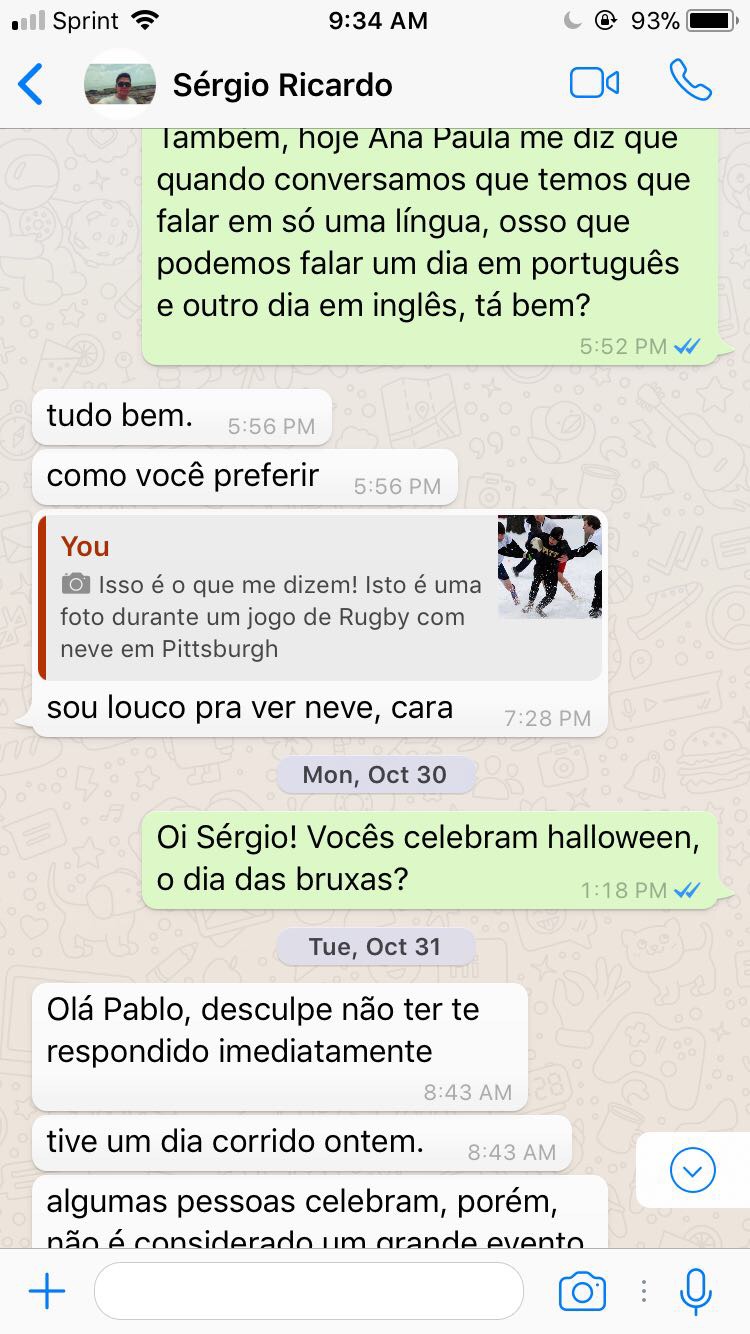 Sprint 9:34 AM 93%
Sérgio Ricardo
Também, hoje Ana Paula me diz que
quando conversamos que temos que
falar em só uma língua, osso que
podemos falar um dia em português
e outro dia em inglês, tá bem?
5:52 PM
tudo bem. 5:56 PM
como você preferir 5:56 PM
You
Isso é o que me dizem! Isto é uma
foto durante um jogo de Rugby com
neve em Pittsburgh
sou louco pra ver neve, cara 7:28 PM
Mon, Oct 30
Oi Sérgio! Vocês celebram halloween,
o dia das bruxas? 1:18 PM
Tue, Oct 31
Olá Pablo, desculpe não ter te
respondido imediatamente
8:43 AM
tive um dia corrido ontem. 8:43 AM
algumas pessoas celebram, porém,
não é considerado um grande evento